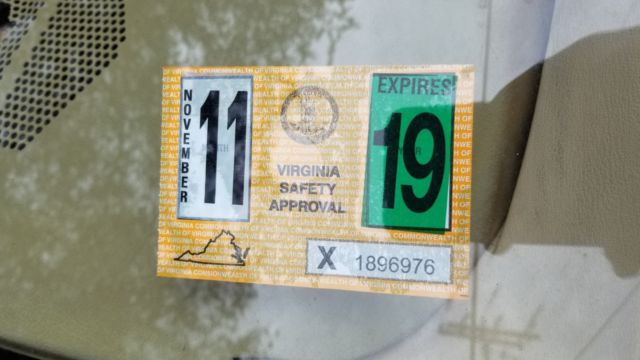 NOVEMBER
11
EXPIRES
19
VIRGINIA
SAFETY
APPROVAL
X 1896976